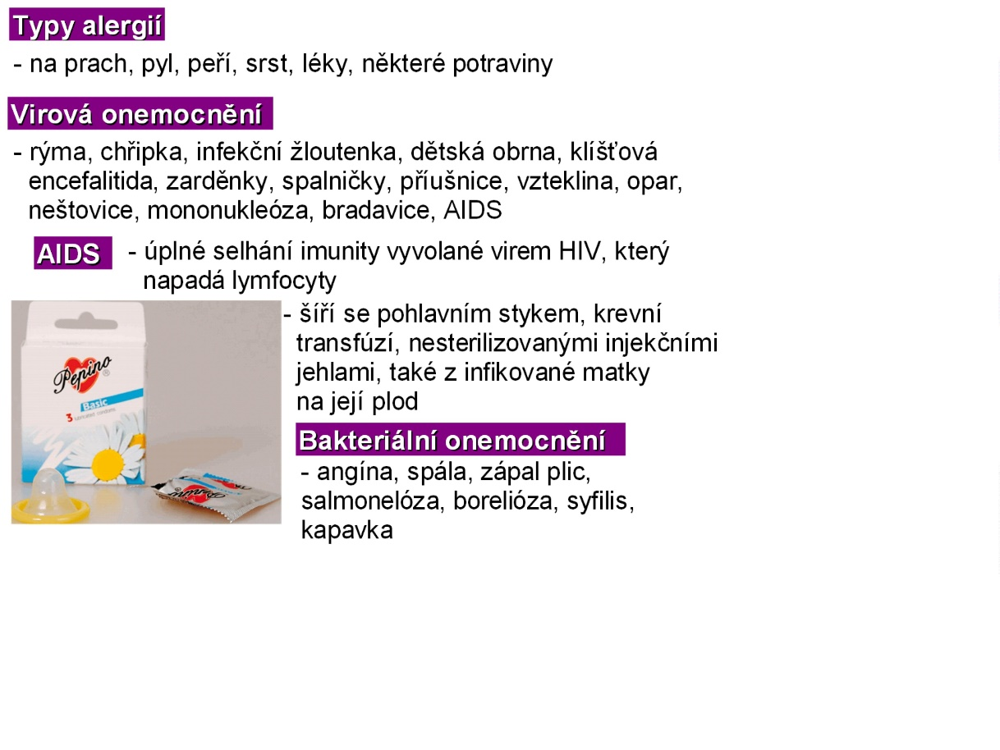 Typy alergií
- na prach, pyl, peří, srst, léky, některé potraviny
Virová onemocnění
- rýma, chřipka, infekční žloutenka, dětská obrna, klíšťová
encefalitida, zarděnky, spalničky, příušnice, vzteklina, opar,
neštovice, mononukleóza, bradavice, AIDS
AIDS
- úplné selhání imunity vyvolané virem HIV, který
napadá lymfocyty
- šíří se pohlavním stykem, krevní
transfúzí, nesterilizovanými injekčními
jehlami, také z infikované matky
na její plod
Pepino ®
Basic
3 lubricated condoms
Pepino
Bakteriální onemocnění
- angína, spála, zápal plic,
salmonelóza, borelióza, syfilis,
kapavka